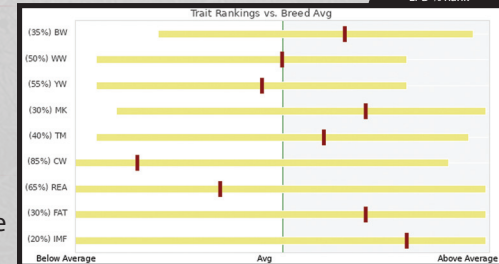 Trait Rankings vs. Breed Avg
(35%) BW
(50%) WW
(55%) YW
(30%) MK
(40%) TM
(85%) CW
(65%) REA
(30%) FAT
(20%) IMF
Below Average Avg Above Average